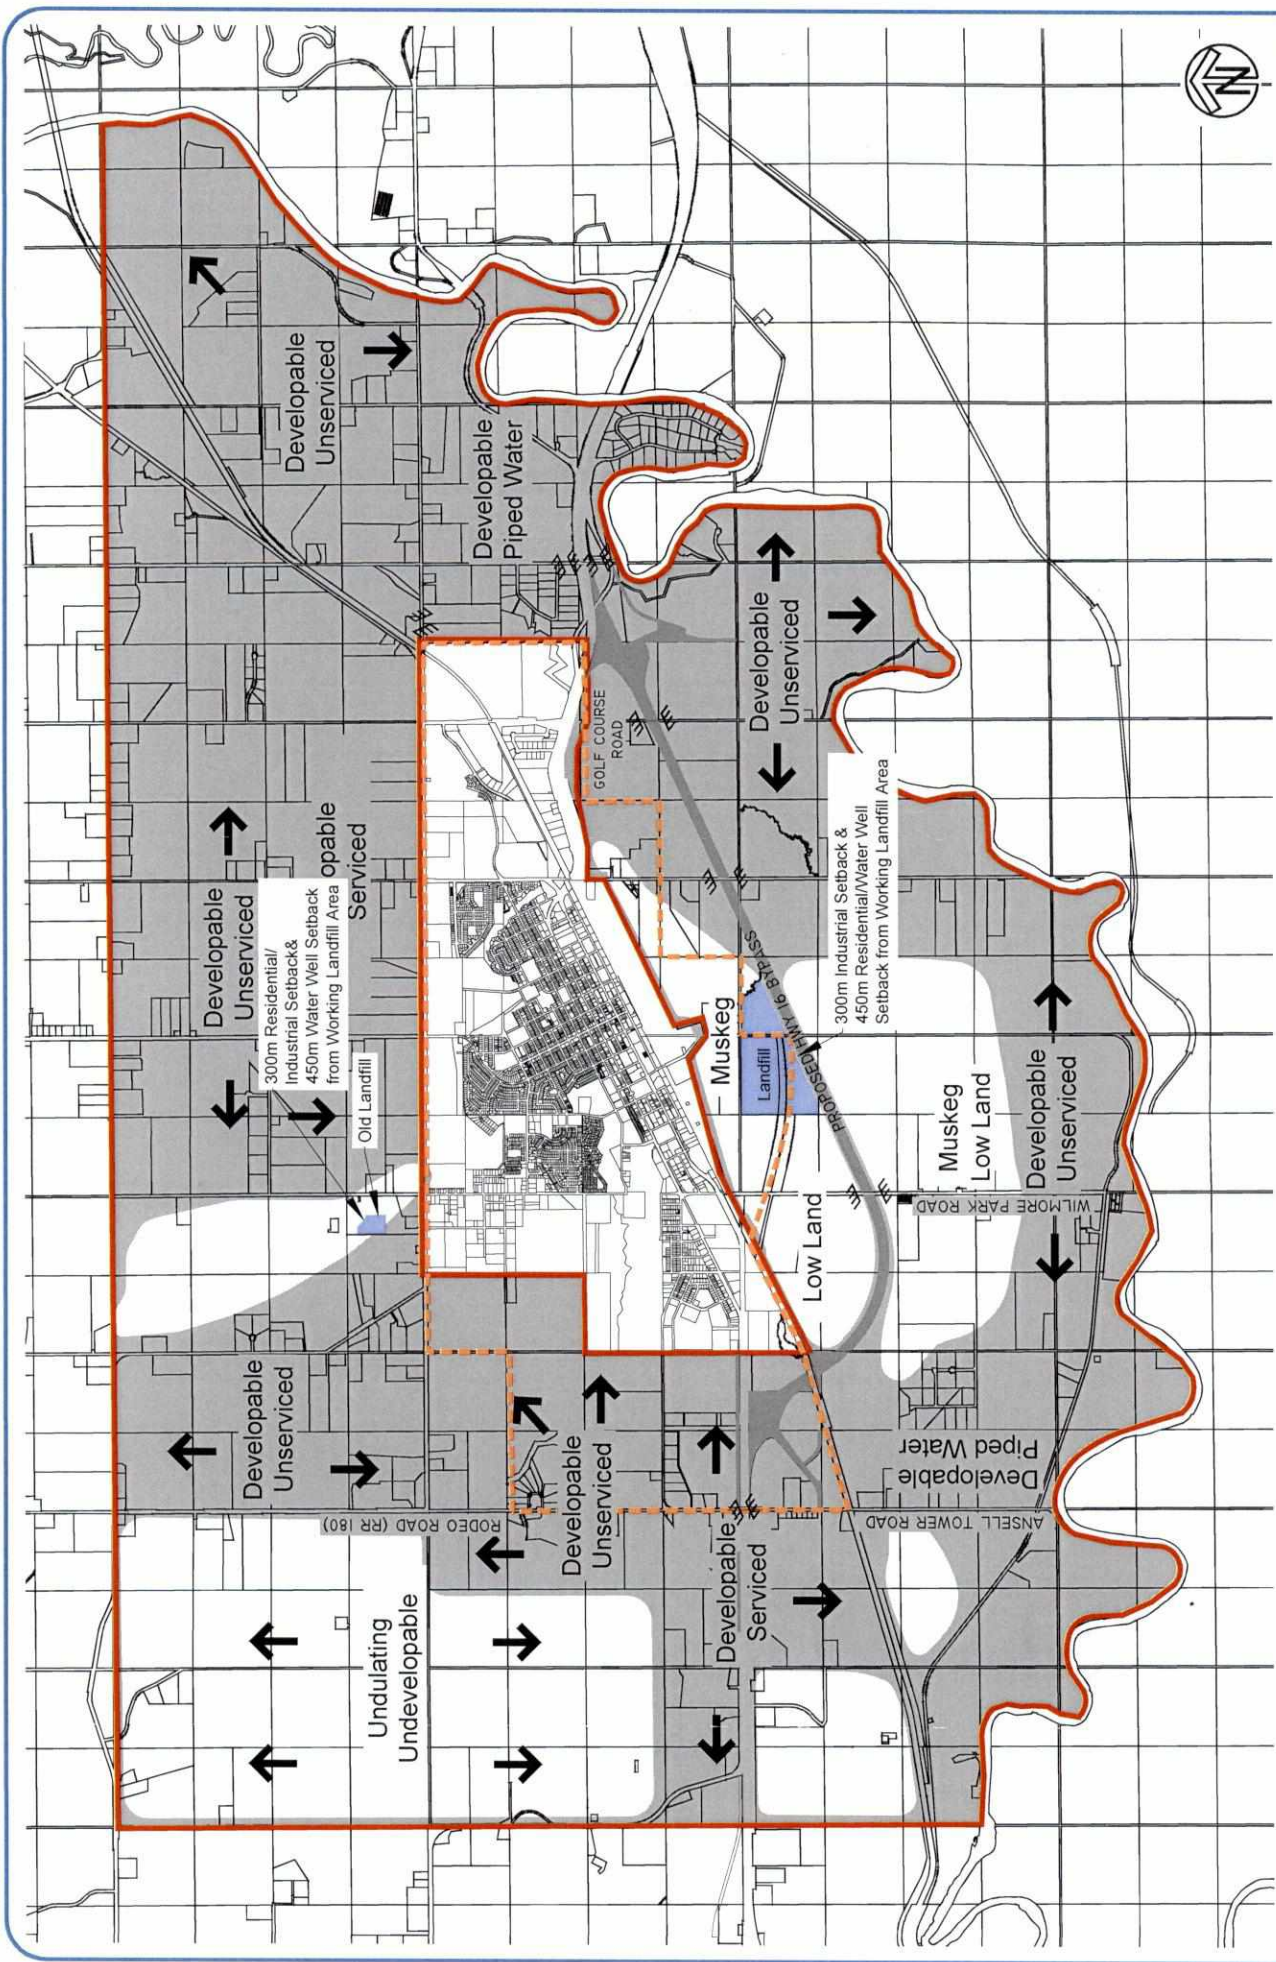 N
Developable
Unserviced
Developable
Piped Water
Developable
Unserviced
GOLF COURSE
ROAD
Developable
Unserviced
opable
Serviced
300m Residential/
Industrial Setback&
450m Water Well Setback
from Working Landfill Area
Old Landfill
300m Industrial Setback &
450m Residential/Water Well
Setback from Working Landfill Area
PROPOSED HWY 16 BYPASS
Muskeg
Landfill
Low Land
Muskeg
Low Land
Developable
Unserviced
WILMORE PARK ROAD
Developable
Unserviced
Developable
Unserviced
Developable
Piped Water
RODEO ROAD (RR 180)
ANSELL TOWER ROAD
Developable
Serviced
Undulating
Undevelopable